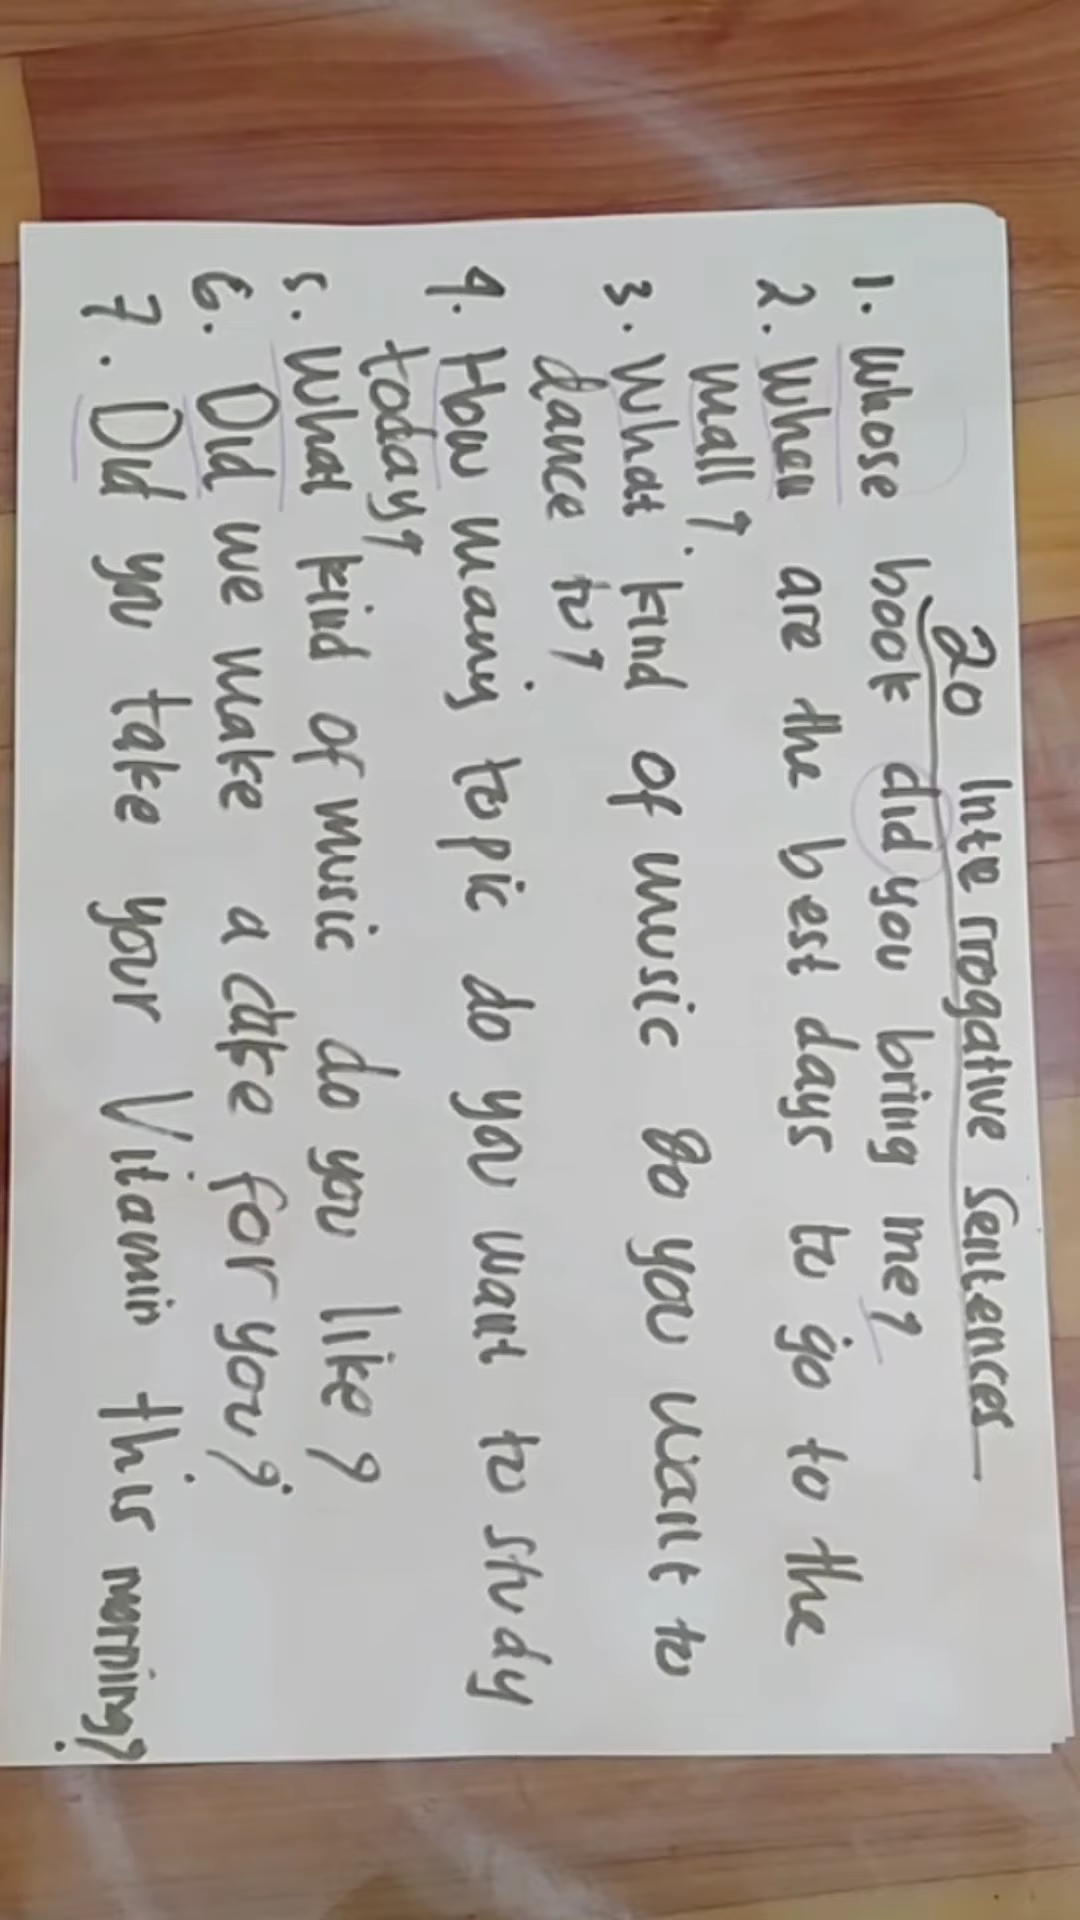 20 Interrogative Sentences
1. Whose book did you bring me?
2. When are the best days to go to the
mall?
3. What kind of music do you want to
dance to?
4. How many topic do you want to study
today?
5. What kind of music do you like?
6. Did we make a cake for you?
7. Did you take your Vitamin this morning?